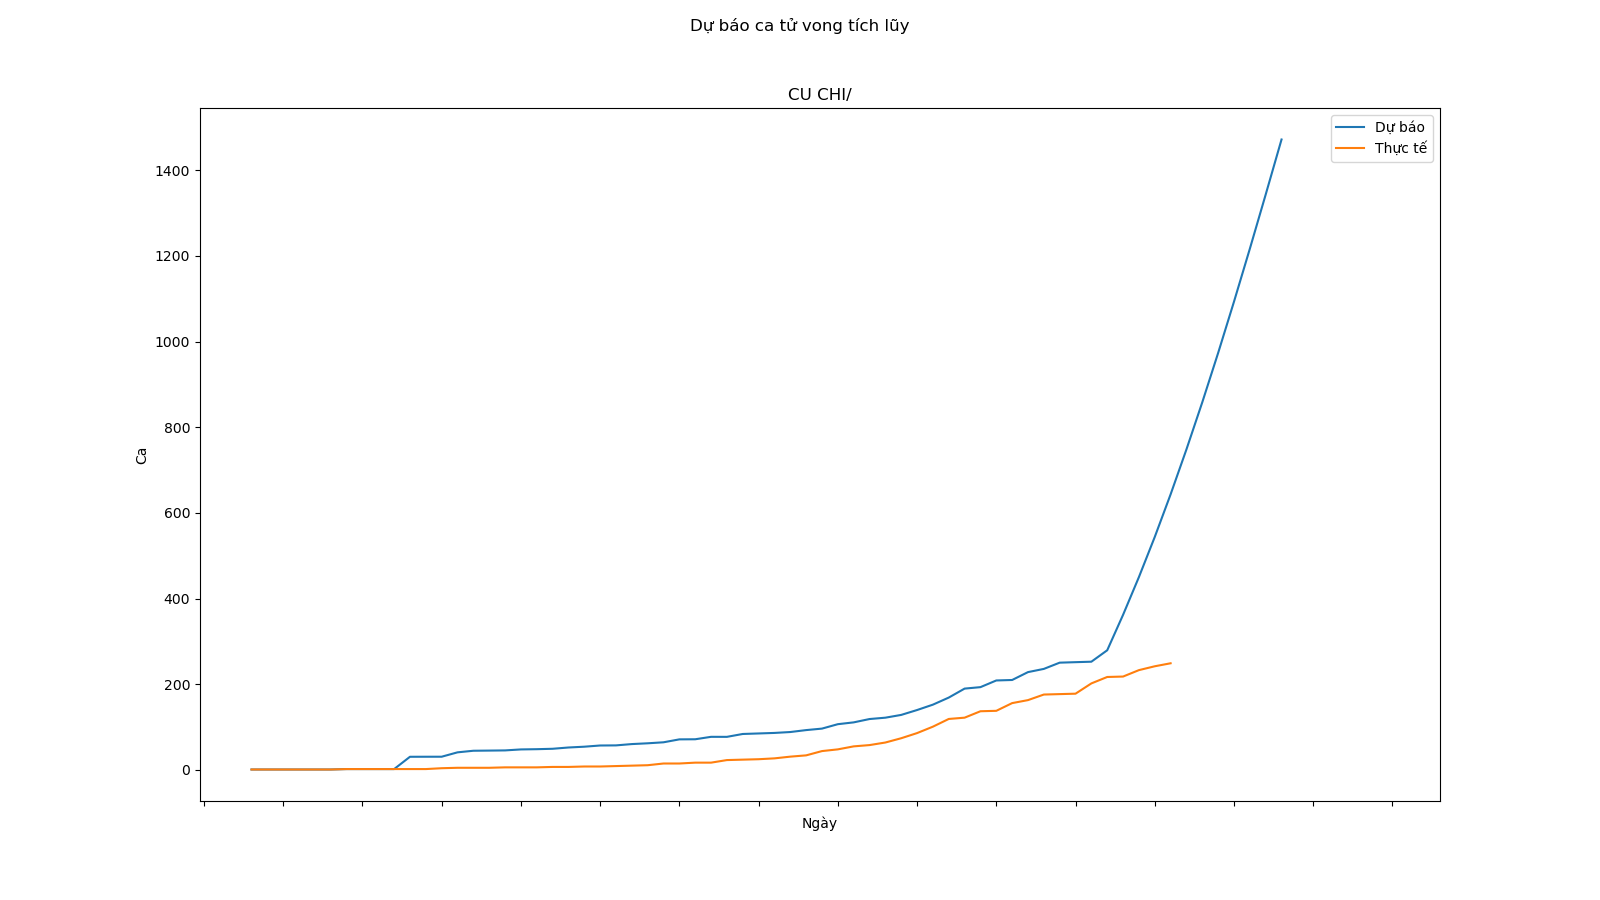 Dự báo ca tử vong tích lũy
CU CHI/
Dự báo
Thực tế
1400
1200
1000
800
600
400
200
0
Ca
Ngày